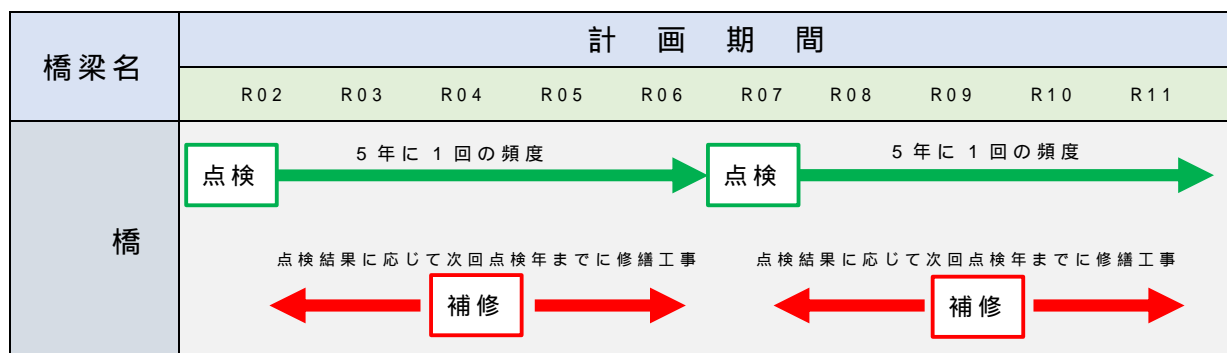 橋梁名
計画期間
R02 R03 R04 R05 R06 R07 R08 R09 R10 R11
橋
点検
5年に1回の頻度
点検
5年に1回の頻度
点検結果に応じて次回点検年までに修繕工事
点検結果に応じて次回点検年までに修繕工事
補修
補修